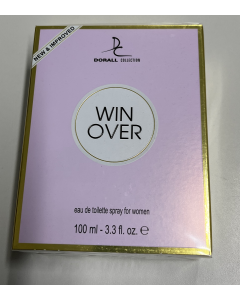 NEW & IMPROVED
DC
DORALL COLLECTION
WIN
OVER
eau de toilette spray for women
100 ml - 3.3 fl. oz. ℮